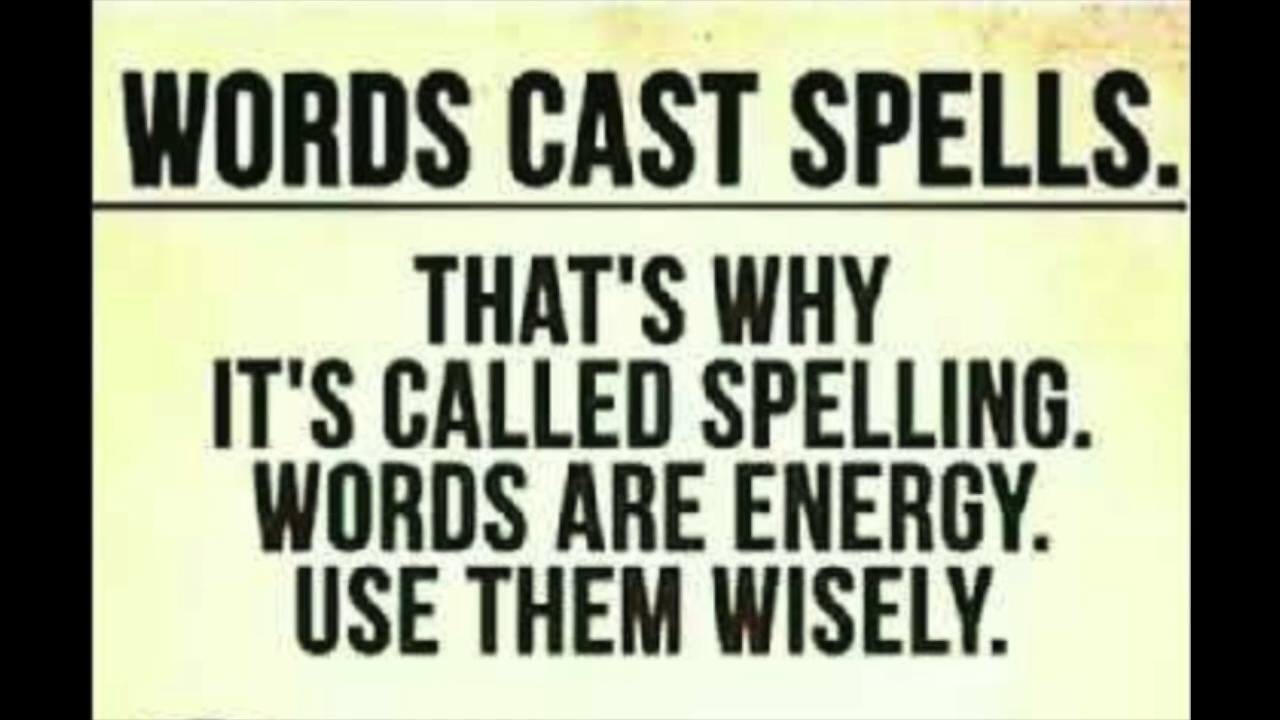 WORDS CAST SPELLS.
THAT'S WHY
IT'S CALLED SPELLING.
WORDS ARE ENERGY.
USE THEM WISELY.